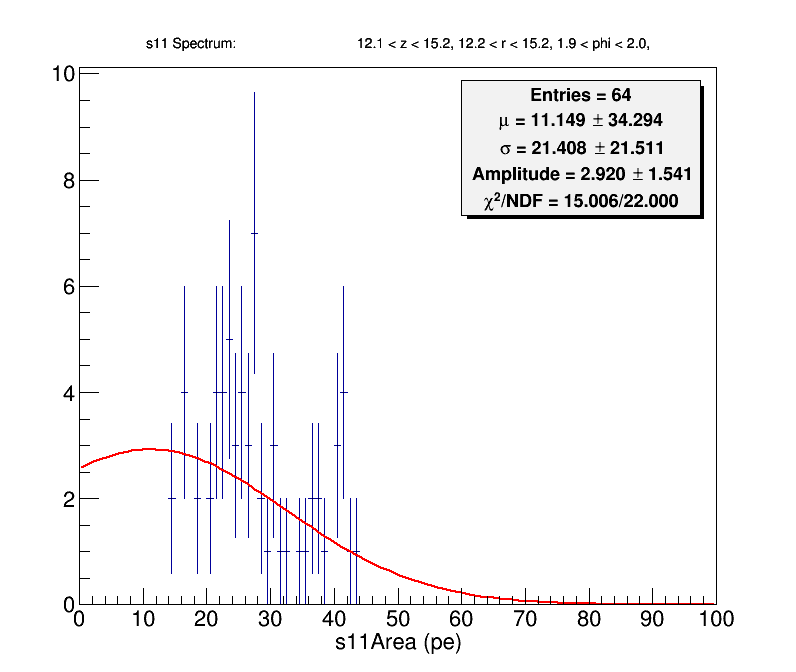 s11 Spectrum: 12.1 < z < 15.2, 12.2 < r < 15.2, 1.9 < phi < 2.0,
Entries = 64
μ = 11.149 ± 34.294
σ = 21.408 ± 21.511
Amplitude = 2.920 ± 1.541
χ²/NDF = 15.006/22.000
10
8
6
4
2
0
0 10 20 30 40 50 60 70 80 90 100
s11Area (pe)